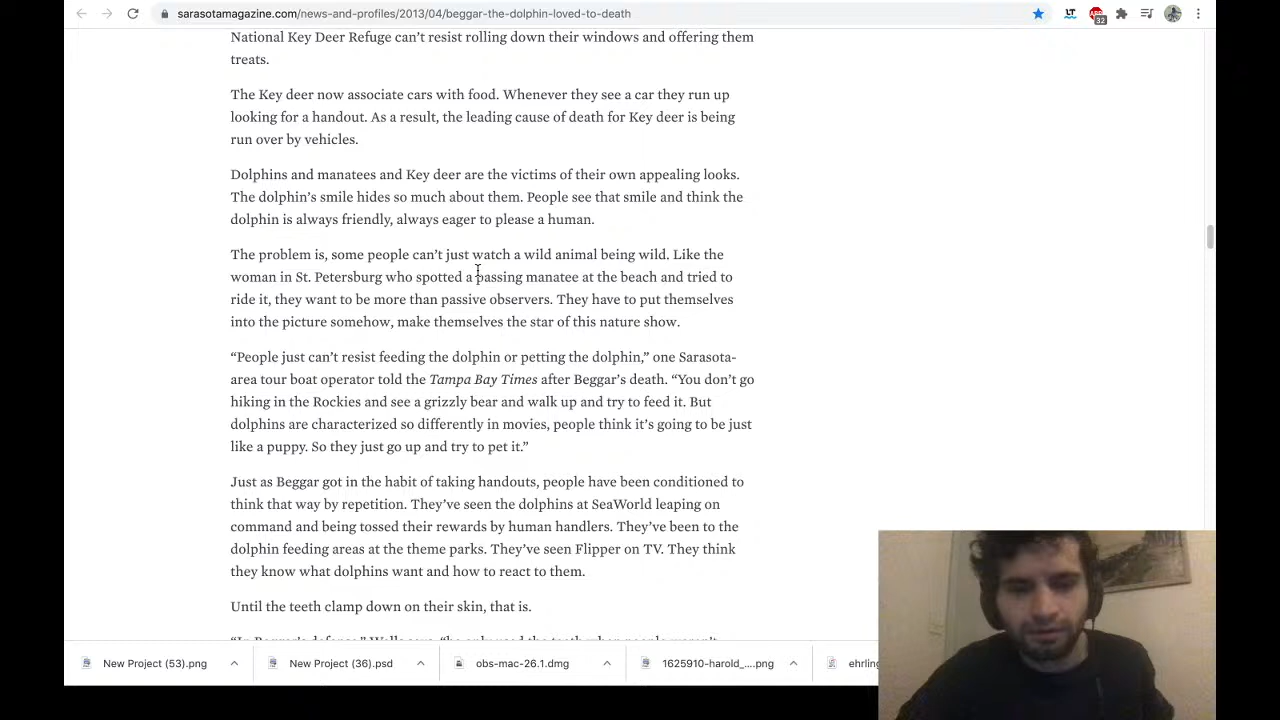 sarasotamagazine.com/news-and-profiles/2013/04/beggar-the-dolphin-loved-to-death
LT
32
National Key Deer Refuge can’t resist rolling down their windows and offering them
treats.
The Key deer now associate cars with food. Whenever they see a car they run up
looking for a handout. As a result, the leading cause of death for Key deer is being
run over by vehicles.
Dolphins and manatees and Key deer are the victims of their own appealing looks.
The dolphin’s smile hides so much about them. People see that smile and think the
dolphin is always friendly, always eager to please a human.
The problem is, some people can’t just watch a wild animal being wild. Like the
woman in St. Petersburg who spotted a passing manatee at the beach and tried to
ride it, they want to be more than passive observers. They have to put themselves
into the picture somehow, make themselves the star of this nature show.
“People just can’t resist feeding the dolphin or petting the dolphin,” one Sarasota-
area tour boat operator told the Tampa Bay Times after Beggar’s death. “You don’t go
hiking in the Rockies and see a grizzly bear and walk up and try to feed it. But
dolphins are characterized so differently in movies, people think it’s going to be just
like a puppy. So they just go up and try to pet it.”
Just as Beggar got in the habit of taking handouts, people have been conditioned to
think that way by repetition. They’ve seen the dolphins at SeaWorld leaping on
command and being tossed their rewards by human handlers. They’ve been to the
dolphin feeding areas at the theme parks. They’ve seen Flipper on TV. They think
they know what dolphins want and how to react to them.
Until the teeth clamp down on their skin, that is.
“In Beggar’s defense,” Wells says, “he only used the teeth when people weren’t
New Project (53).png
New Project (36).psd
obs-mac-26.1.dmg
1625910-harold_....png
ehrling